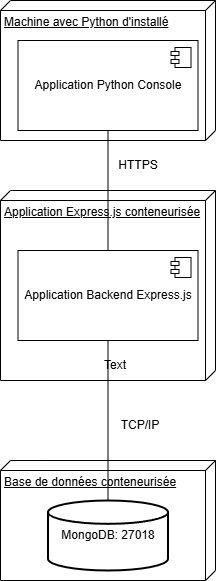 Machine avec Python d'installé
Application Python Console
HTTPS
Application Express.js conteneurisée
Application Backend Express.js
Text
TCP/IP
Base de données conteneurisée
MongoDB: 27018